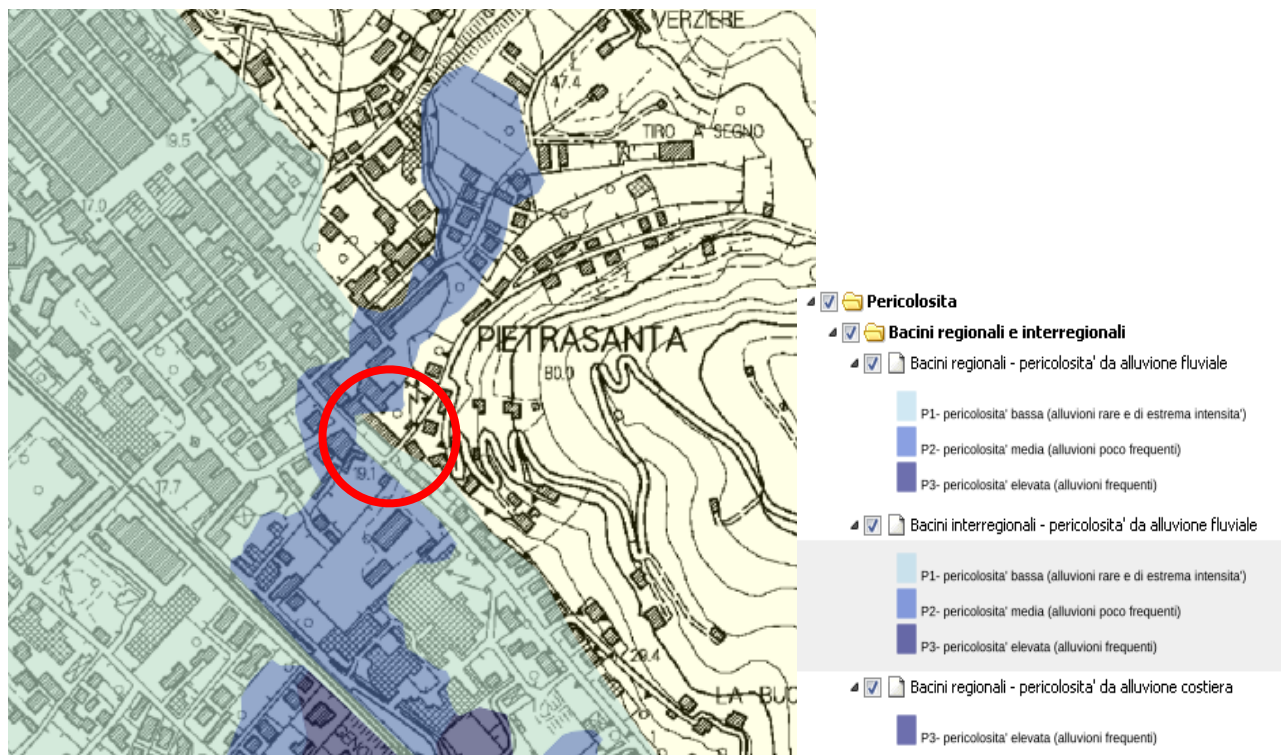 VERZIERE
47.4
TIRO A SEGNO
19.5
17.0
PIETRASANTA
80.0
19.1
17.7
29.4
LA BUC
GENOV
Pericolosita
Bacini regionali e interregionali
Bacini regionali - pericolosita' da alluvione fluviale
P1- pericolosita' bassa (alluvioni rare e di estrema intensita')
P2- pericolosita' media (alluvioni poco frequenti)
P3- pericolosita' elevata (alluvioni frequenti)
Bacini interregionali - pericolosita' da alluvione fluviale
P1- pericolosita' bassa (alluvioni rare e di estrema intensita')
P2- pericolosita' media (alluvioni poco frequenti)
P3- pericolosita' elevata (alluvioni frequenti)
Bacini regionali - pericolosita' da alluvione costiera
P3- pericolosita' elevata (alluvioni frequenti)